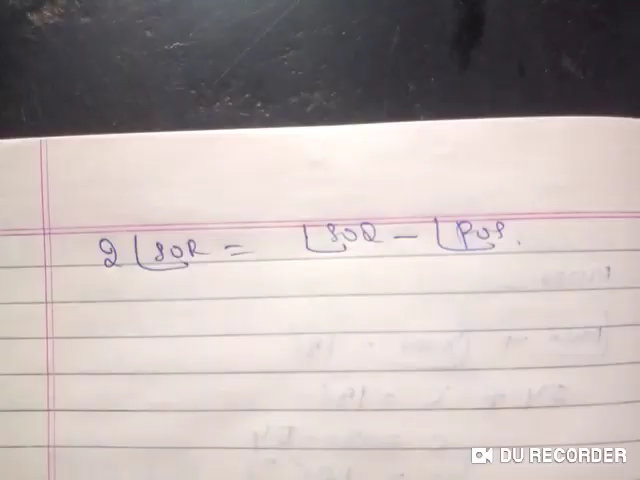 2 ∠SOR = ∠SOQ - ∠POS.
DU RECORDER